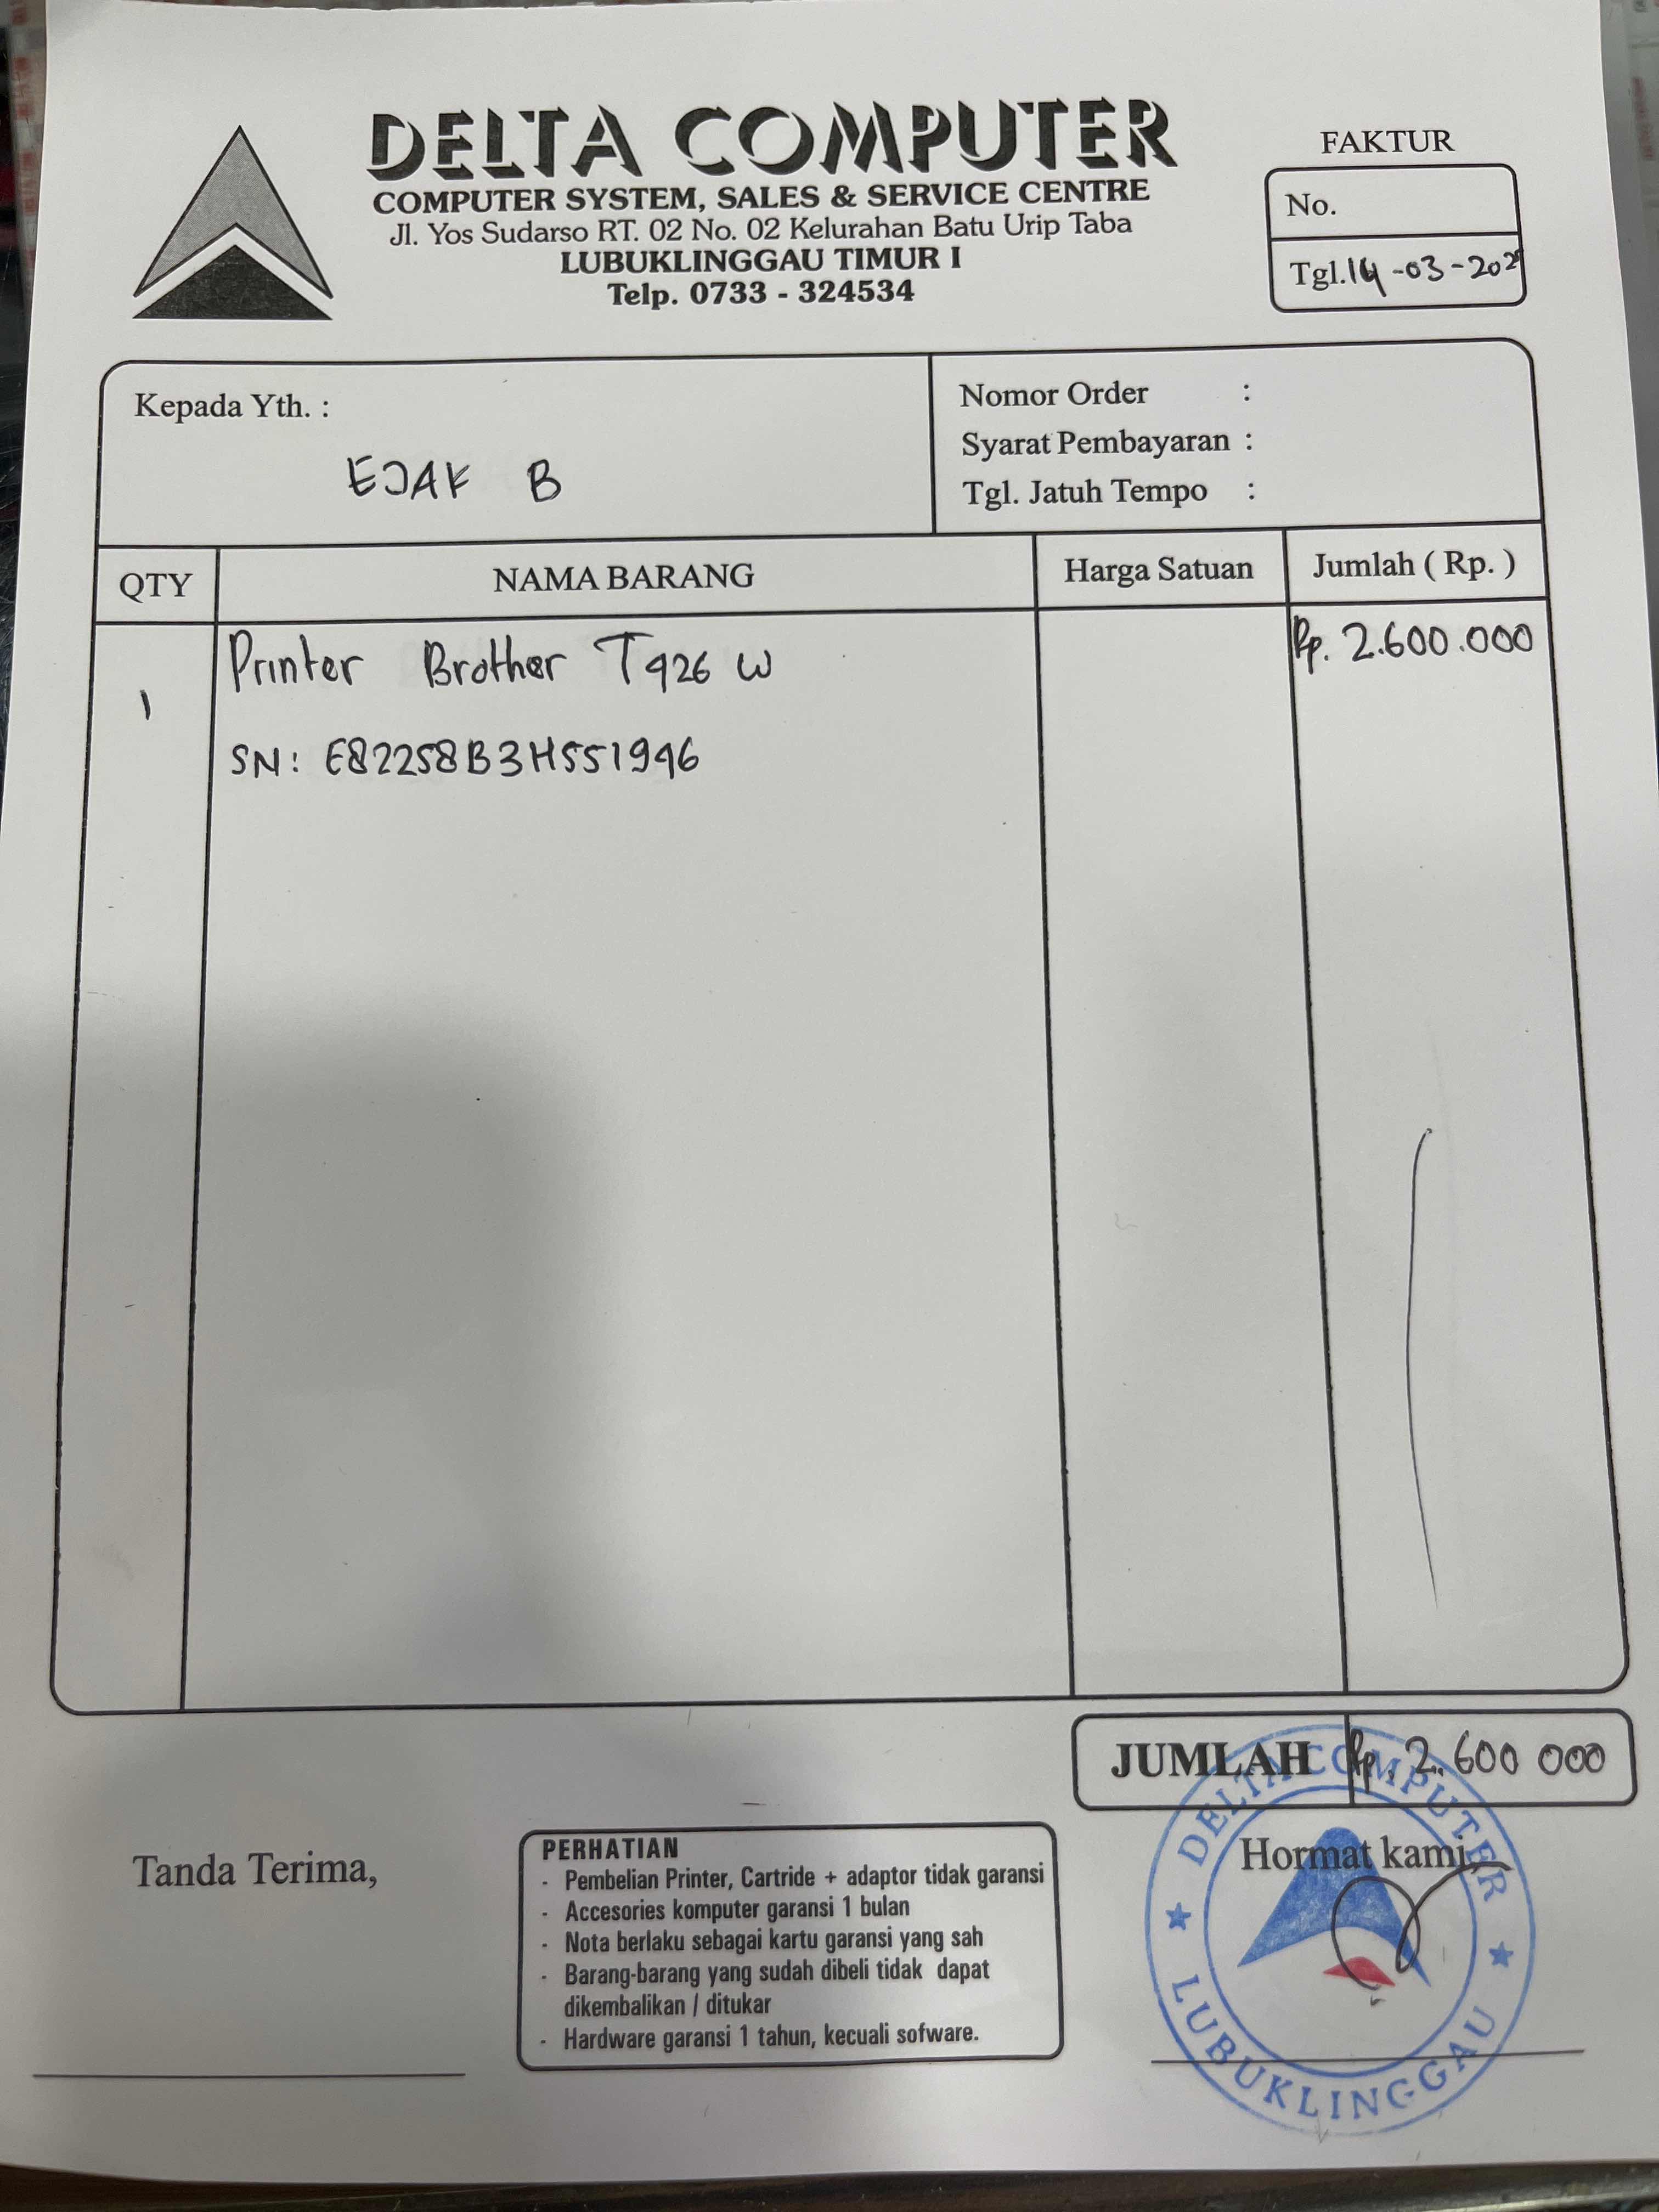 DELTA COMPUTER
COMPUTER SYSTEM, SALES & SERVICE CENTRE
Jl. Yos Sudarso RT. 02 No. 02 Kelurahan Batu Urip Taba
LUBUKLINGGAU TIMUR I
Telp. 0733 - 324534
FAKTUR
No.
Tgl. 14-03-202
Kepada Yth. :
EJAK B
Nomor Order :
Syarat Pembayaran :
Tgl. Jatuh Tempo :
QTY NAMA BARANG Harga Satuan Jumlah ( Rp. )
1 Printer Brother T926 W Rp. 2.600.000
SN: E82258B3H551946
JUMLAH Rp. 2.600 000
Tanda Terima,
PERHATIAN
- Pembelian Printer, Cartride + adaptor tidak garansi
- Accesories komputer garansi 1 bulan
- Nota berlaku sebagai kartu garansi yang sah
- Barang-barang yang sudah dibeli tidak dapat
dikembalikan / ditukar
- Hardware garansi 1 tahun, kecuali sofware.
Hormat kami,
DELTA COMPUTER
LUBUKLINGGAU